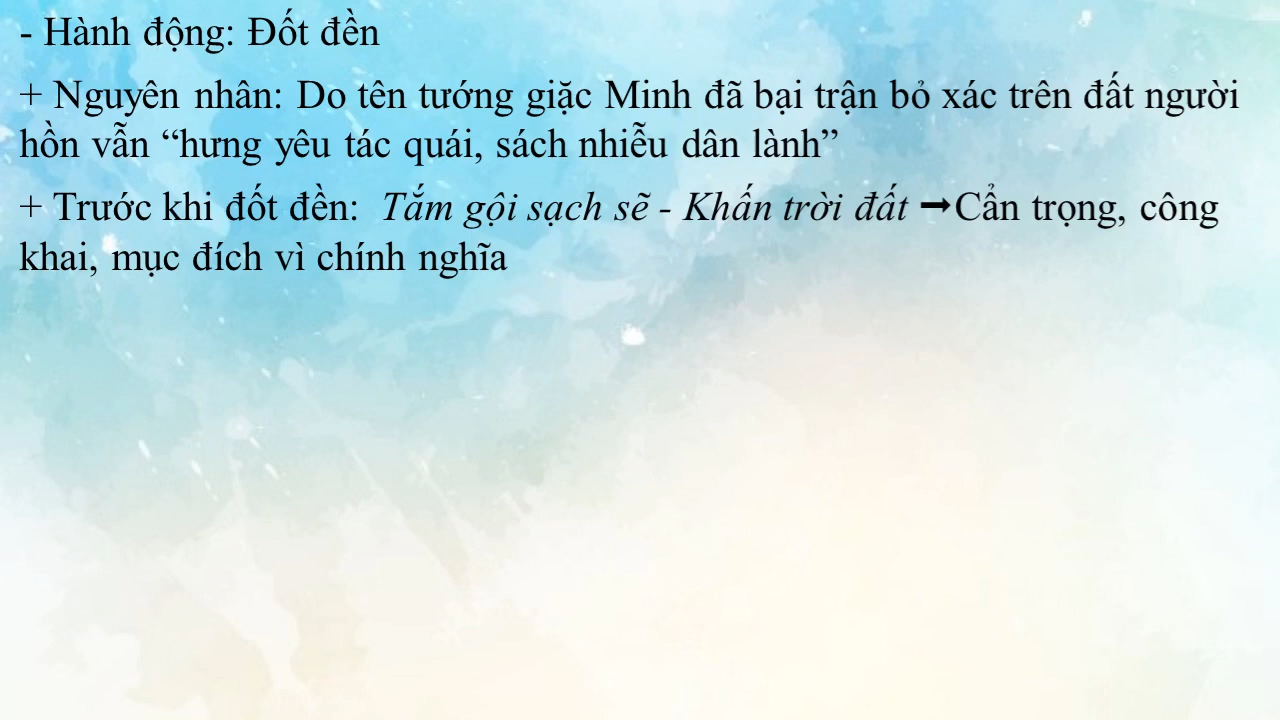 - Hành động: Đốt đền
+ Nguyên nhân: Do tên tướng giặc Minh đã bại trận bỏ xác trên đất người
hồn vẫn “hưng yêu tác quái, sách nhiễu dân lành”
+ Trước khi đốt đền: Tắm gội sạch sẽ - Khấn trời đất ➞Cẩn trọng, công
khai, mục đích vì chính nghĩa